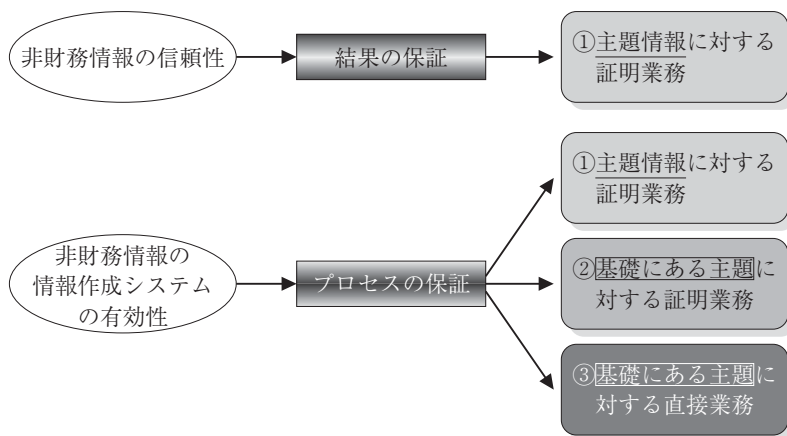 非財務情報の信頼性
結果の保証
①主題情報に対する
証明業務
①主題情報に対する
証明業務
非財務情報の
情報作成システム
の有効性
プロセスの保証
②基礎にある主題に
対する証明業務
③基礎にある主題に
対する直接業務